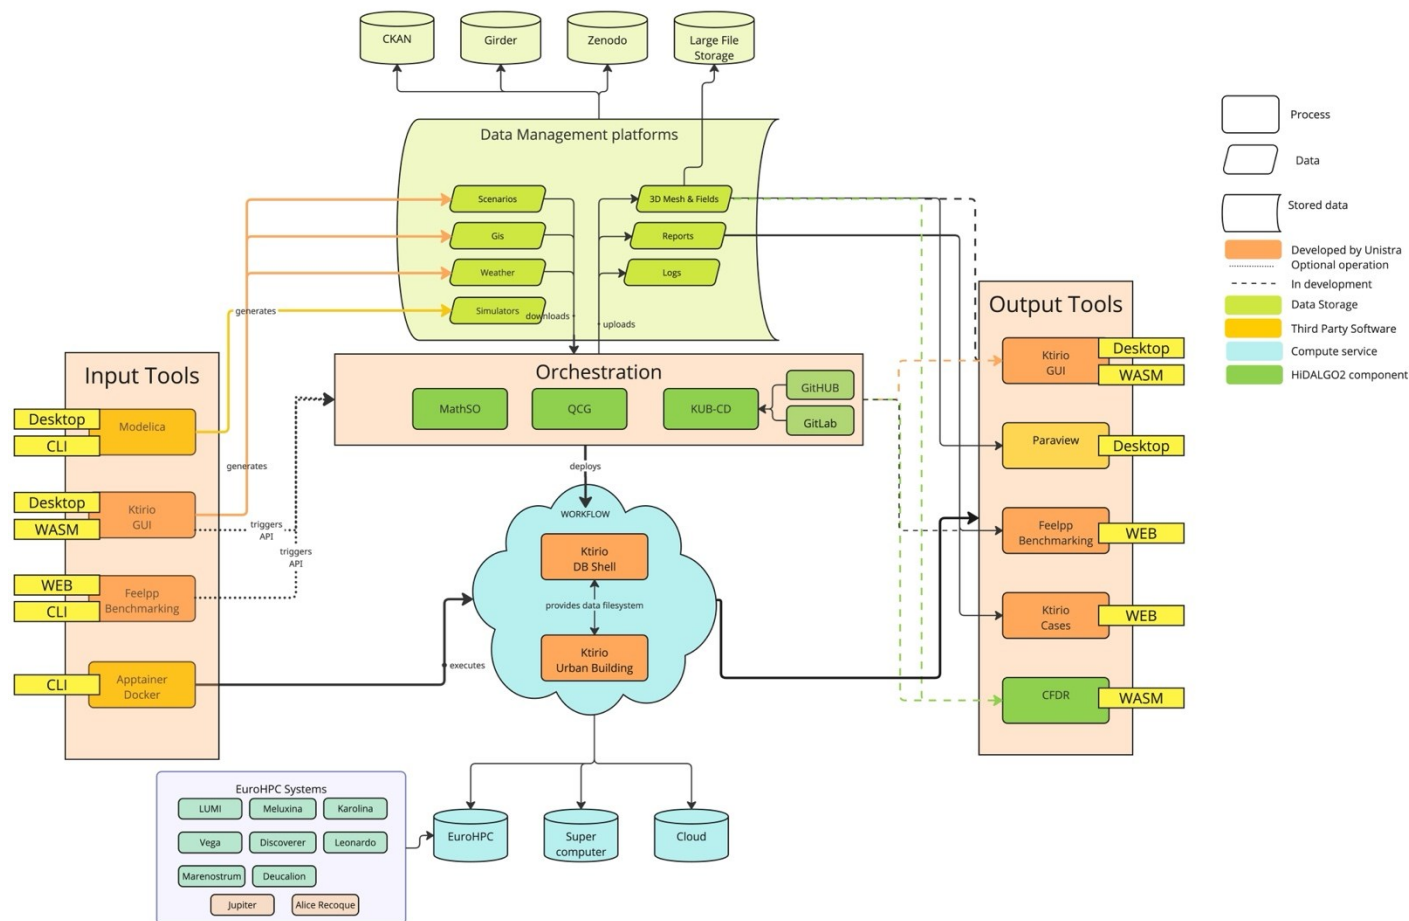 CKAN
Girder
Zenodo
Large File
Storage
Data Management platforms
Scenarios
Gis
Weather
Simulators
3D Mesh & Fields
Reports
Logs
downloads
uploads
generates
generates
Process
Data
Stored data
Developed by Unistra
Optional operation
In development
Data Storage
Third Party Software
Compute service
HiDALGO2 component
Input Tools
Desktop
CLI
Modelica
Desktop
WASM
Ktirio
GUI
triggers
API
triggers
API
WEB
CLI
Feelpp
Benchmarking
CLI
Apptainer
Docker
executes
Orchestration
MathSO
QCG
KUB-CD
GitHUB
GitLab
deploys
WORKFLOW
Ktirio
DB Shell
provides data filesystem
Ktirio
Urban Building
Output Tools
Ktirio
GUI
Desktop
WASM
Paraview
Desktop
Feelpp
Benchmarking
WEB
Ktirio
Cases
WEB
CFDR
WASM
EuroHPC Systems
LUMI
Meluxina
Karolina
Vega
Discoverer
Leonardo
Marenostrum
Deucalion
Jupiter
Alice Recoque
EuroHPC
Super
computer
Cloud